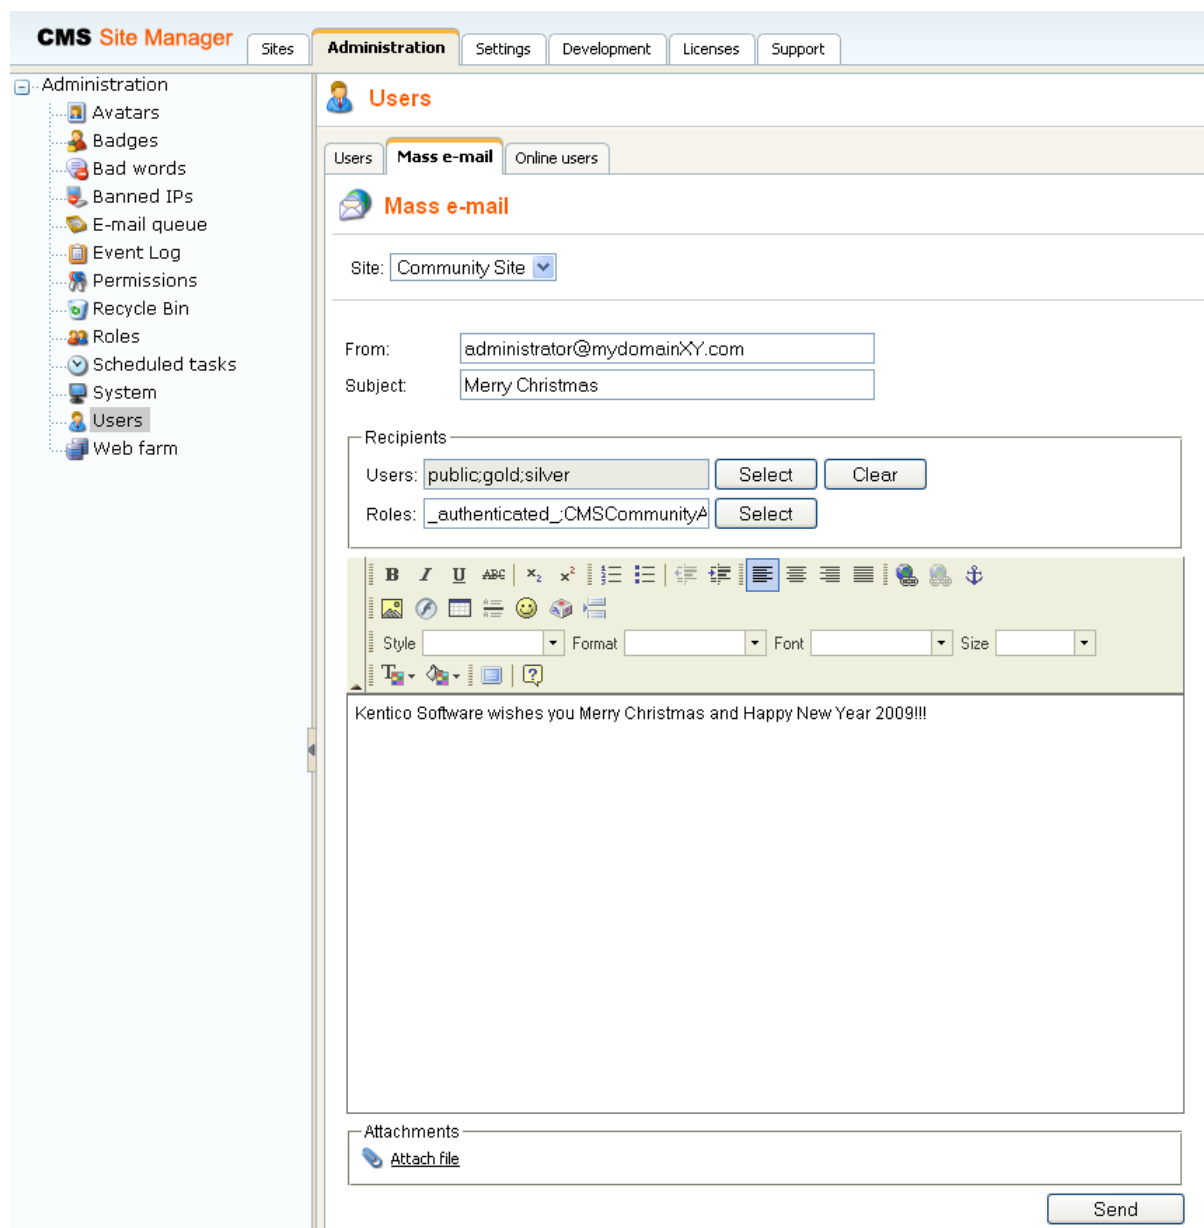 CMS Site Manager
Sites Administration Settings Development Licenses Support
Administration
Avatars
Badges
Bad words
Banned IPs
E-mail queue
Event Log
Permissions
Recycle Bin
Roles
Scheduled tasks
System
Users
Web farm
Users
Users Mass e-mail Online users
Mass e-mail
Site: Community Site
From: administrator@mydomainXY.com
Subject: Merry Christmas
Recipients
Users: public;gold;silver Select Clear
Roles: _authenticated_;CMSCommunityA Select
B I U ABC x2 x2
Style Format Font Size
Kentico Software wishes you Merry Christmas and Happy New Year 2009!!!
Attachments
Attach file
Send